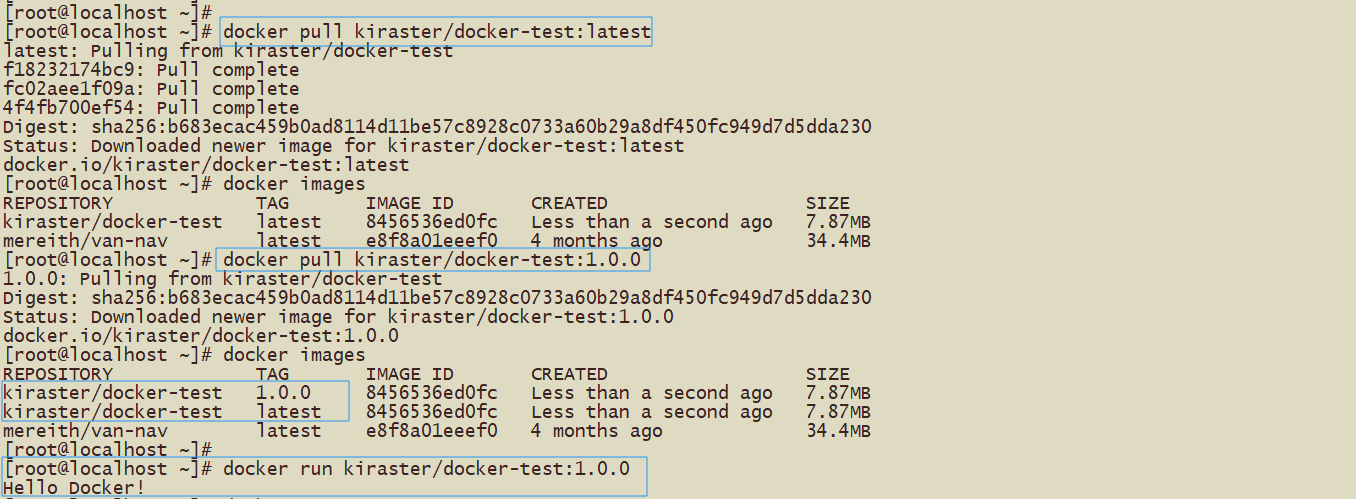 [root@localhost ~]#
[root@localhost ~]# docker pull kiraster/docker-test:latest
latest: Pulling from kiraster/docker-test
f18232174bc9: Pull complete
fc02aee1f09a: Pull complete
4f4fb700ef54: Pull complete
Digest: sha256:b683ecac459b0ad8114d11be57c8928c0733a60b29a8df450fc949d7d5dda230
Status: Downloaded newer image for kiraster/docker-test:latest
docker.io/kiraster/docker-test:latest
[root@localhost ~]# docker images
REPOSITORY             TAG       IMAGE ID       CREATED                  SIZE
kiraster/docker-test   latest    8456536ed0fc   Less than a second ago   7.87MB
mereith/van-nav        latest    e8f8a01eeef0   4 months ago             34.4MB
[root@localhost ~]# docker pull kiraster/docker-test:1.0.0
1.0.0: Pulling from kiraster/docker-test
Digest: sha256:b683ecac459b0ad8114d11be57c8928c0733a60b29a8df450fc949d7d5dda230
Status: Downloaded newer image for kiraster/docker-test:1.0.0
docker.io/kiraster/docker-test:1.0.0
[root@localhost ~]# docker images
REPOSITORY             TAG       IMAGE ID       CREATED                  SIZE
kiraster/docker-test   1.0.0     8456536ed0fc   Less than a second ago   7.87MB
kiraster/docker-test   latest    8456536ed0fc   Less than a second ago   7.87MB
mereith/van-nav        latest    e8f8a01eeef0   4 months ago             34.4MB
[root@localhost ~]#
[root@localhost ~]# docker run kiraster/docker-test:1.0.0
Hello Docker!